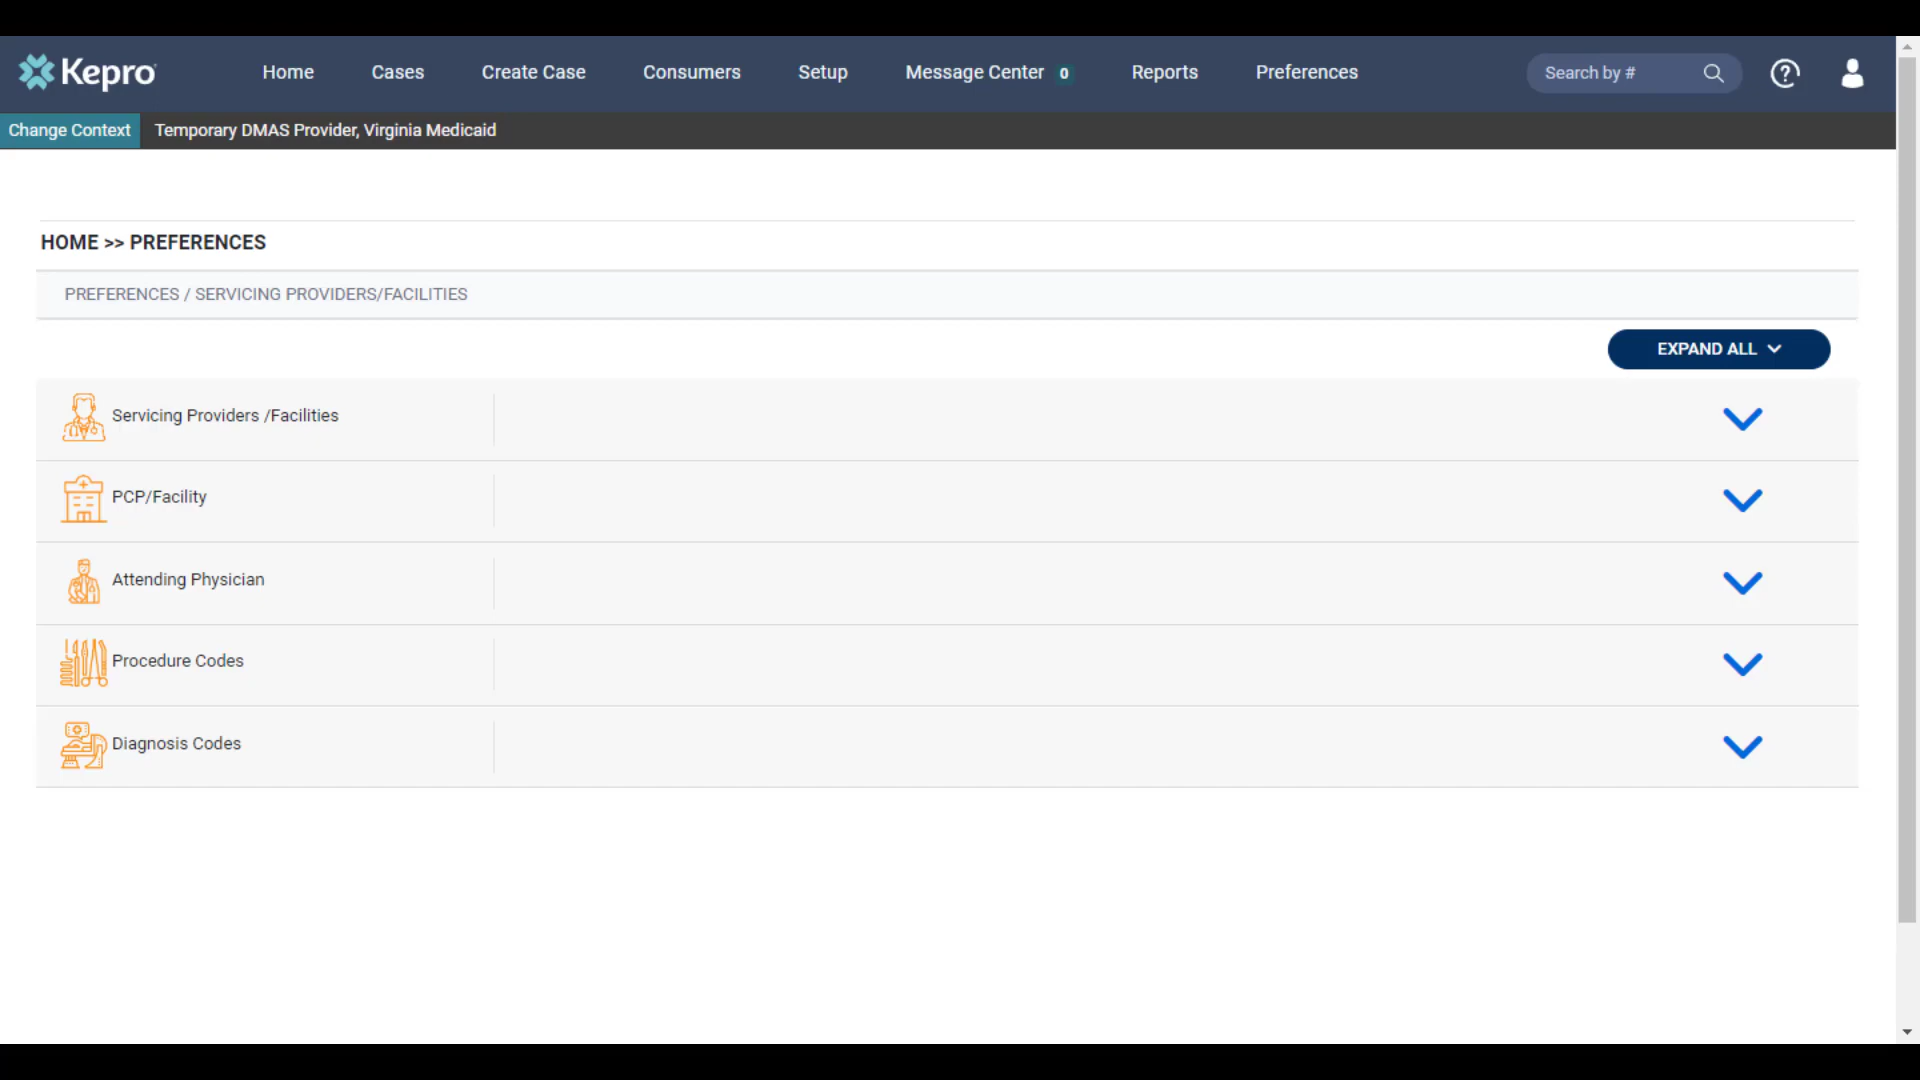 Kepro
Home
Cases
Create Case
Consumers
Setup
Message Center 0
Reports
Preferences
Search by #
Change Context
Temporary DMAS Provider, Virginia Medicaid
HOME >> PREFERENCES
PREFERENCES / SERVICING PROVIDERS/FACILITIES
EXPAND ALL
Servicing Providers /Facilities
PCP/Facility
Attending Physician
Procedure Codes
Diagnosis Codes